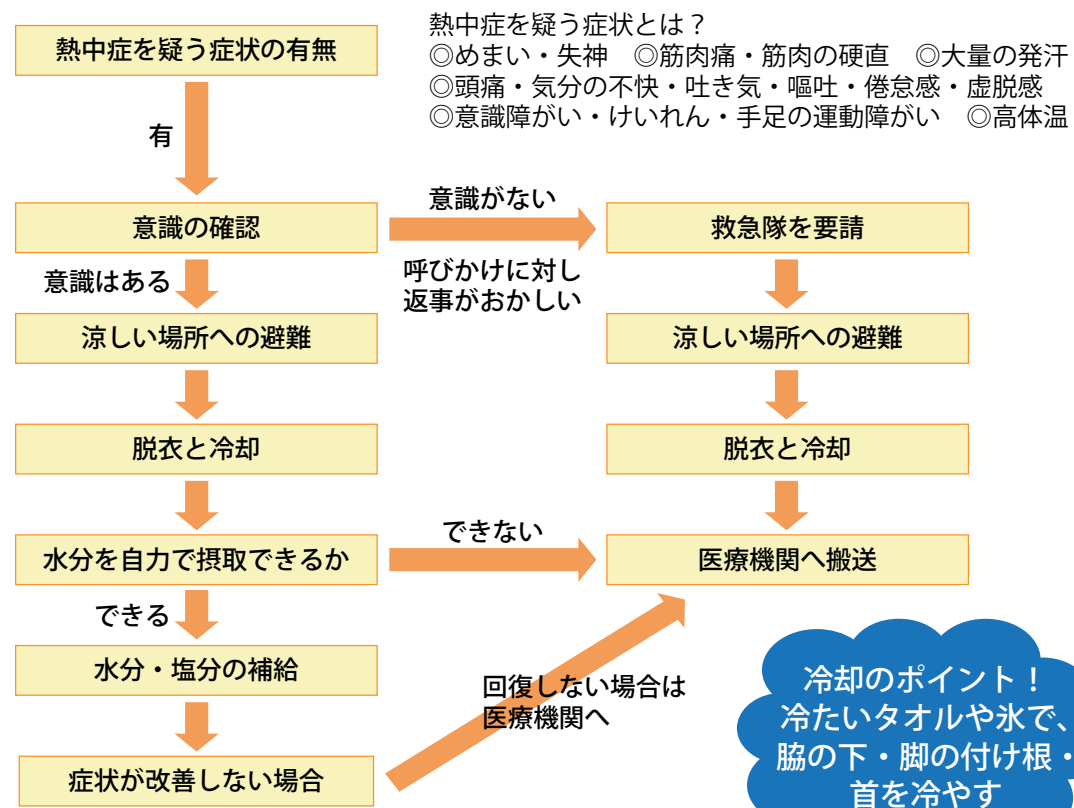 熱中症を疑う症状の有無
熱中症を疑う症状とは？
◎めまい・失神　◎筋肉痛・筋肉の硬直　◎大量の発汗
◎頭痛・気分の不快・吐き気・嘔吐・倦怠感・虚脱感
◎意識障がい・けいれん・手足の運動障がい　◎高体温
有
意識の確認
意識がない
呼びかけに対し
返事がおかしい
救急隊を要請
意識はある
涼しい場所への避難
涼しい場所への避難
脱衣と冷却
脱衣と冷却
水分を自力で摂取できるか
できない
医療機関へ搬送
できる
水分・塩分の補給
回復しない場合は
医療機関へ
症状が改善しない場合
冷却のポイント！
冷たいタオルや氷で、
脇の下・脚の付け根・
首を冷やす